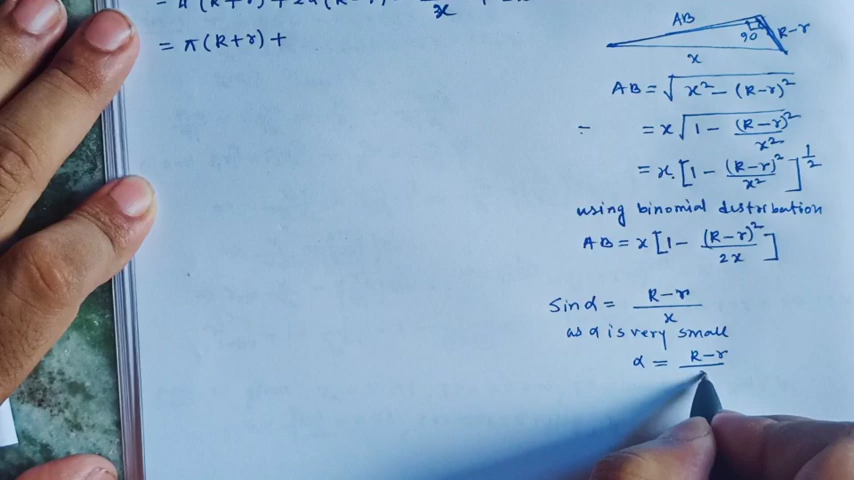 = π(R+r) +
AB
90
R-r
x
AB = √(x² - (R-r)²)
= x√(1 - (R-r)²/x²)
= x.[1 - (R-r)²/x²]^(1/2)
using binomial distribution
AB = x[1 - (R-r)²/2x]
Sin α = (R-r)/x
as α is very small
α = R-r